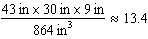 43 in x 30 in x 9 in
864 in³ ≈ 13.4